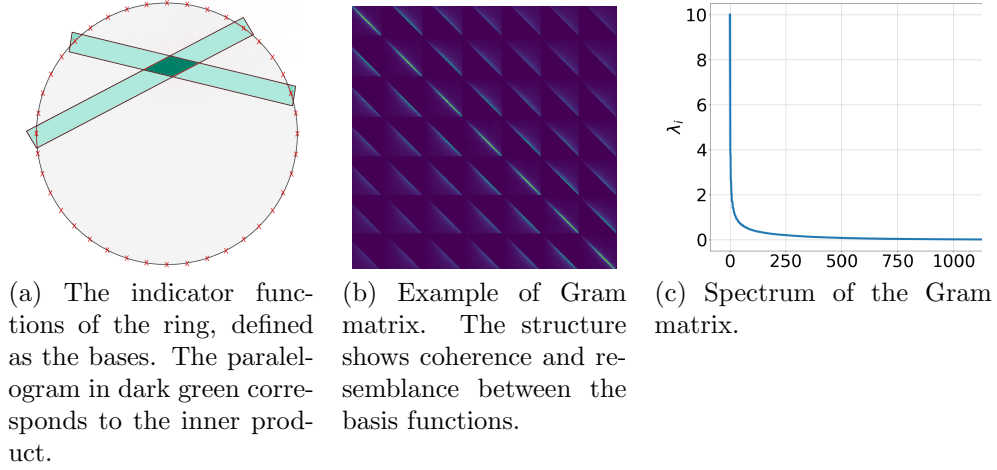 10
8
6
4
2
0
λi
0 250 500 750 1000
(a) The indicator func-
tions of the ring, defined
as the bases. The paralel-
ogram in dark green corre-
sponds to the inner prod-
uct.
(b) Example of Gram
matrix. The structure
shows coherence and re-
semblance between the
basis functions.
(c) Spectrum of the Gram
matrix.